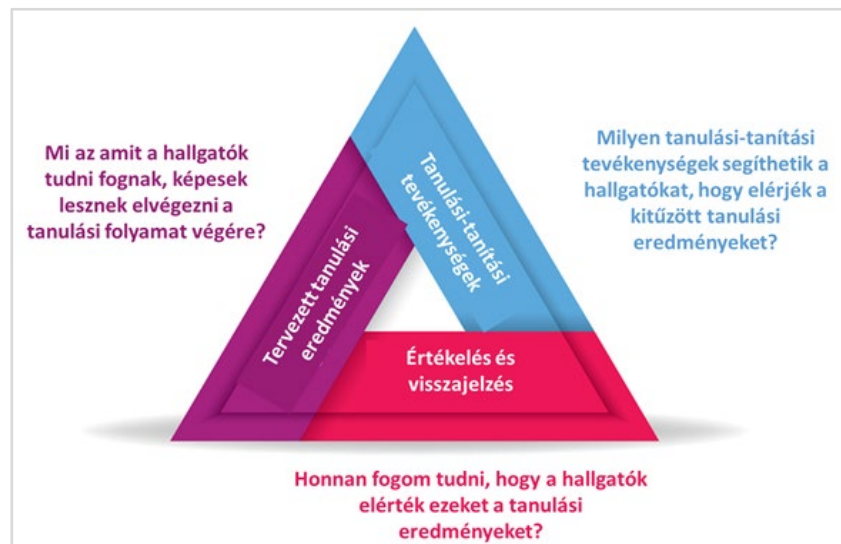 Mi az amit a hallgatók
tudni fognak, képesek
lesznek elvégezni a
tanulási folyamat végére?
Tervezett tanulási
eredmények
Tanulási-tanítási
tevékenységek
Milyen tanulási-tanítási
tevékenységek segíthetik a
hallgatókat, hogy elérjék a
kitűzött tanulási
eredményeket?
Értékelés és
visszajelzés
Honnan fogom tudni, hogy a hallgatók
elérték ezeket a tanulási
eredményeket?